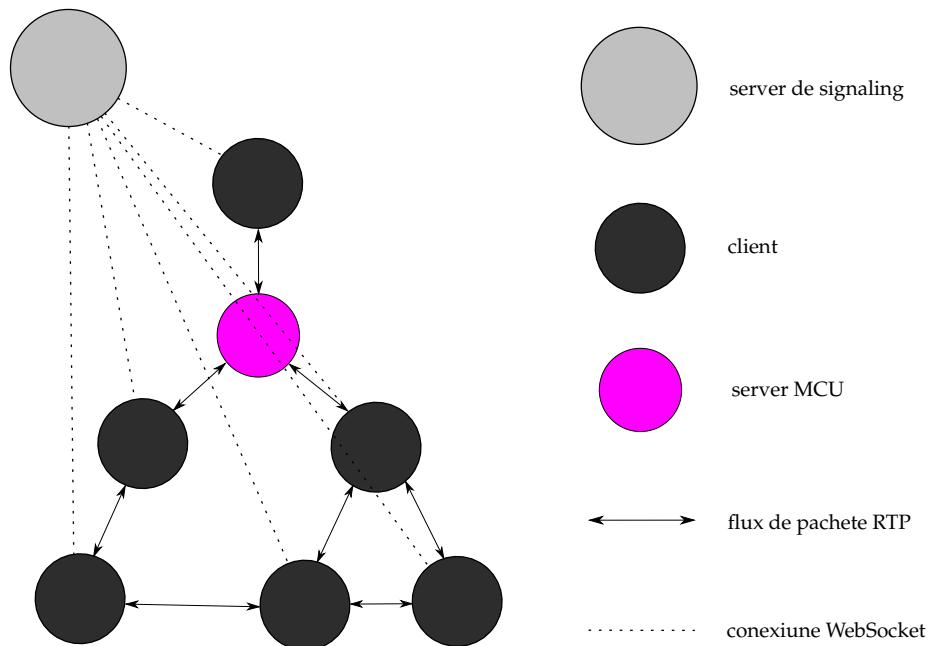 server de signaling
client
server MCU
flux de pachete RTP
conexiune WebSocket